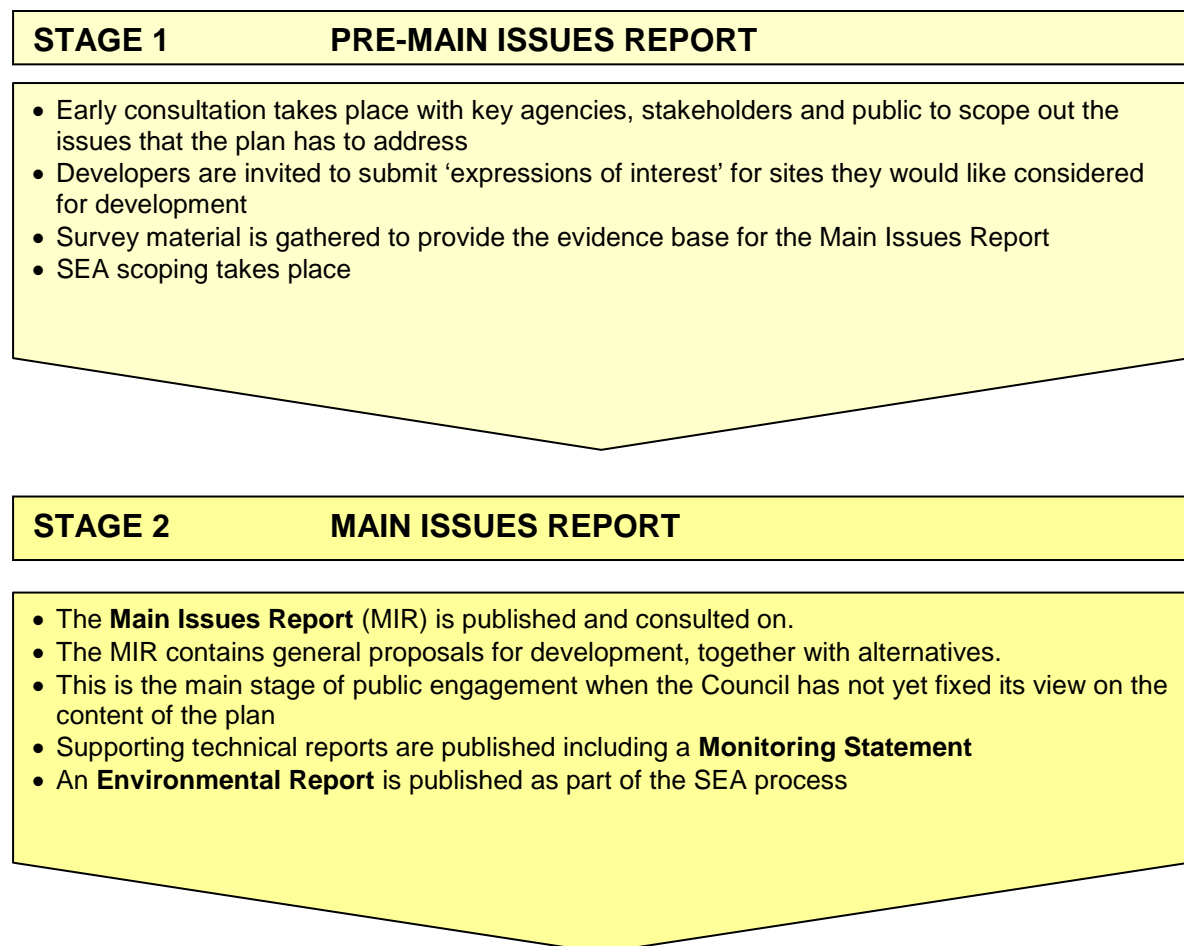 STAGE 1 PRE-MAIN ISSUES REPORT
• Early consultation takes place with key agencies, stakeholders and public to scope out the
issues that the plan has to address
• Developers are invited to submit ‘expressions of interest’ for sites they would like considered
for development
• Survey material is gathered to provide the evidence base for the Main Issues Report
• SEA scoping takes place
STAGE 2 MAIN ISSUES REPORT
• The Main Issues Report (MIR) is published and consulted on.
• The MIR contains general proposals for development, together with alternatives.
• This is the main stage of public engagement when the Council has not yet fixed its view on the
content of the plan
• Supporting technical reports are published including a Monitoring Statement
• An Environmental Report is published as part of the SEA process